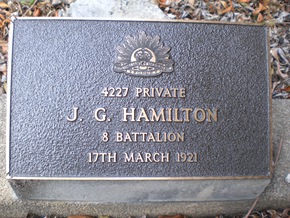 4227 PRIVATE
J. G. HAMILTON
8 BATTALION
17TH MARCH 1921